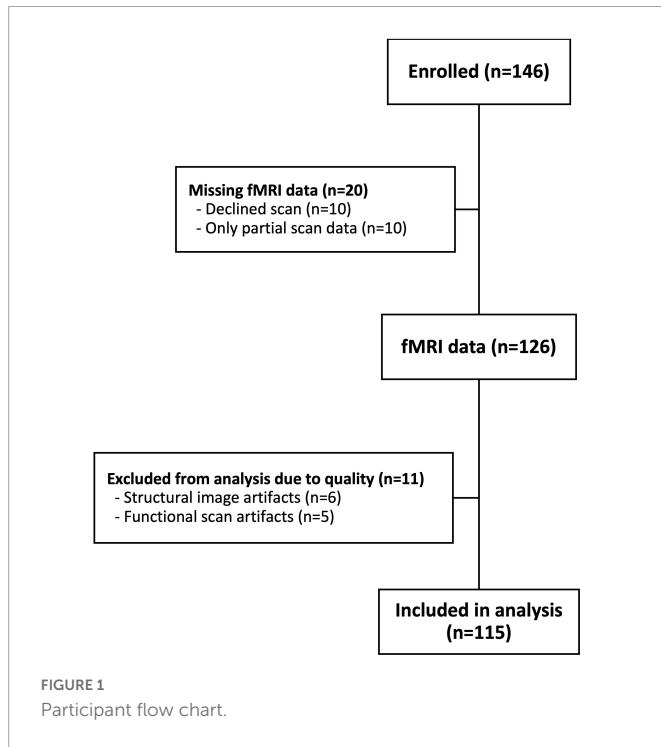 Enrolled (n=146)
Missing fMRI data (n=20)
- Declined scan (n=10)
- Only partial scan data (n=10)
fMRI data (n=126)
Excluded from analysis due to quality (n=11)
- Structural image artifacts (n=6)
- Functional scan artifacts (n=5)
Included in analysis
(n=115)
FIGURE 1
Participant flow chart.